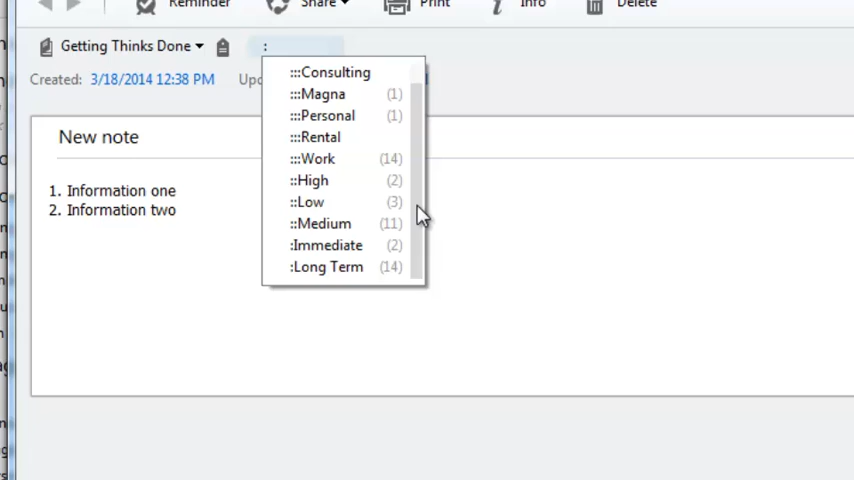 Reminder Share Print Info Delete
Getting Thinks Done :
Created: 3/18/2014 12:38 PM
:::Consulting
:::Magna (1)
:::Personal (1)
:::Rental
:::Work (14)
::High (2)
::Low (3)
::Medium (11)
:Immediate (2)
:Long Term (14)
New note
1. Information one
2. Information two